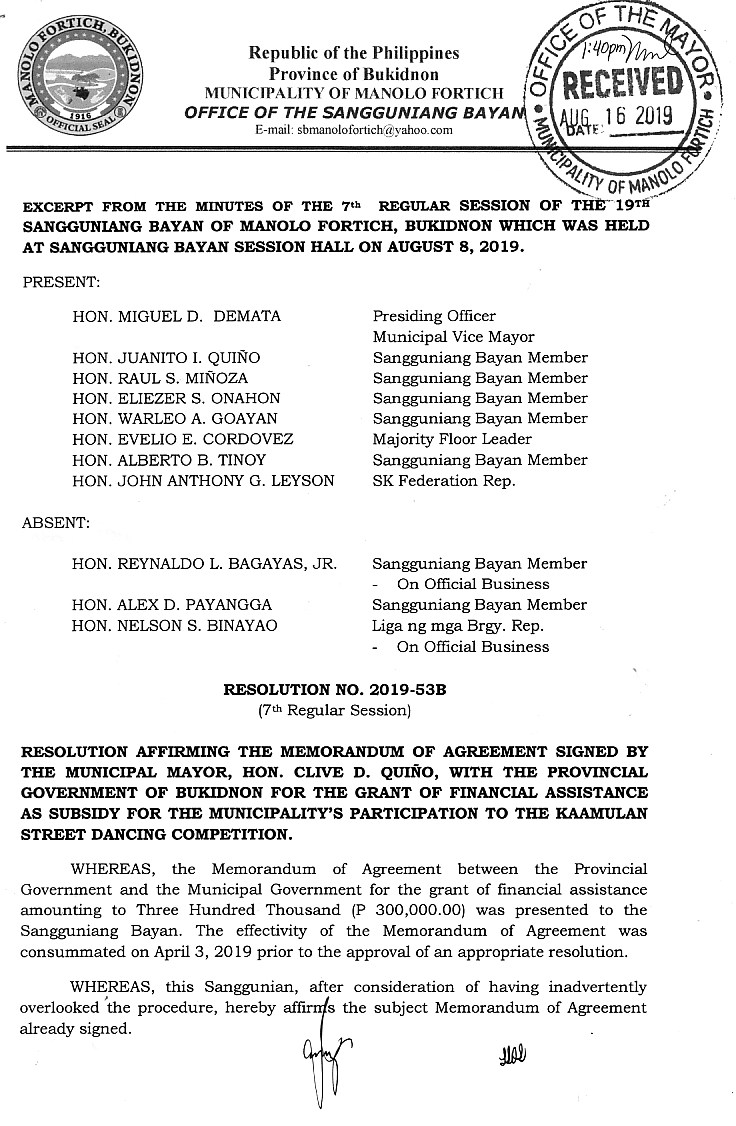 MANOLO FORTICH, BUKIDNON
1916
OFFICIAL SEAL
Republic of the Philippines
Province of Bukidnon
MUNICIPALITY OF MANOLO FORTICH
OFFICE OF THE SANGGUNIANG BAYAN
E-mail: sbmanolofortich@yahoo.com
OFFICE OF THE MAYOR
1:40pm
RECEIVED
AUG 16 2019
DATE:
MUNICIPALITY OF MANOLO FORTICH
EXCERPT FROM THE MINUTES OF THE 7th REGULAR SESSION OF THE 19TH
SANGGUNIANG BAYAN OF MANOLO FORTICH, BUKIDNON WHICH WAS HELD
AT SANGGUNIANG BAYAN SESSION HALL ON AUGUST 8, 2019.
PRESENT:
HON. MIGUEL D. DEMATA Presiding Officer
Municipal Vice Mayor
HON. JUANITO I. QUIÑO Sangguniang Bayan Member
HON. RAUL S. MIÑOZA Sangguniang Bayan Member
HON. ELIEZER S. ONAHON Sangguniang Bayan Member
HON. WARLEO A. GOAYAN Sangguniang Bayan Member
HON. EVELIO E. CORDOVEZ Majority Floor Leader
HON. ALBERTO B. TINOY Sangguniang Bayan Member
HON. JOHN ANTHONY G. LEYSON SK Federation Rep.
ABSENT:
HON. REYNALDO L. BAGAYAS, JR. Sangguniang Bayan Member
- On Official Business
HON. ALEX D. PAYANGGA Sangguniang Bayan Member
HON. NELSON S. BINAYAO Liga ng mga Brgy. Rep.
- On Official Business
RESOLUTION NO. 2019-53B
(7th Regular Session)
RESOLUTION AFFIRMING THE MEMORANDUM OF AGREEMENT SIGNED BY
THE MUNICIPAL MAYOR, HON. CLIVE D. QUIÑO, WITH THE PROVINCIAL
GOVERNMENT OF BUKIDNON FOR THE GRANT OF FINANCIAL ASSISTANCE
AS SUBSIDY FOR THE MUNICIPALITY'S PARTICIPATION TO THE KAAMULAN
STREET DANCING COMPETITION.
WHEREAS, the Memorandum of Agreement between the Provincial
Government and the Municipal Government for the grant of financial assistance
amounting to Three Hundred Thousand (P 300,000.00) was presented to the
Sangguniang Bayan. The effectivity of the Memorandum of Agreement was
consummated on April 3, 2019 prior to the approval of an appropriate resolution.
WHEREAS, this Sanggunian, after consideration of having inadvertently
overlooked the procedure, hereby affirms the subject Memorandum of Agreement
already signed.